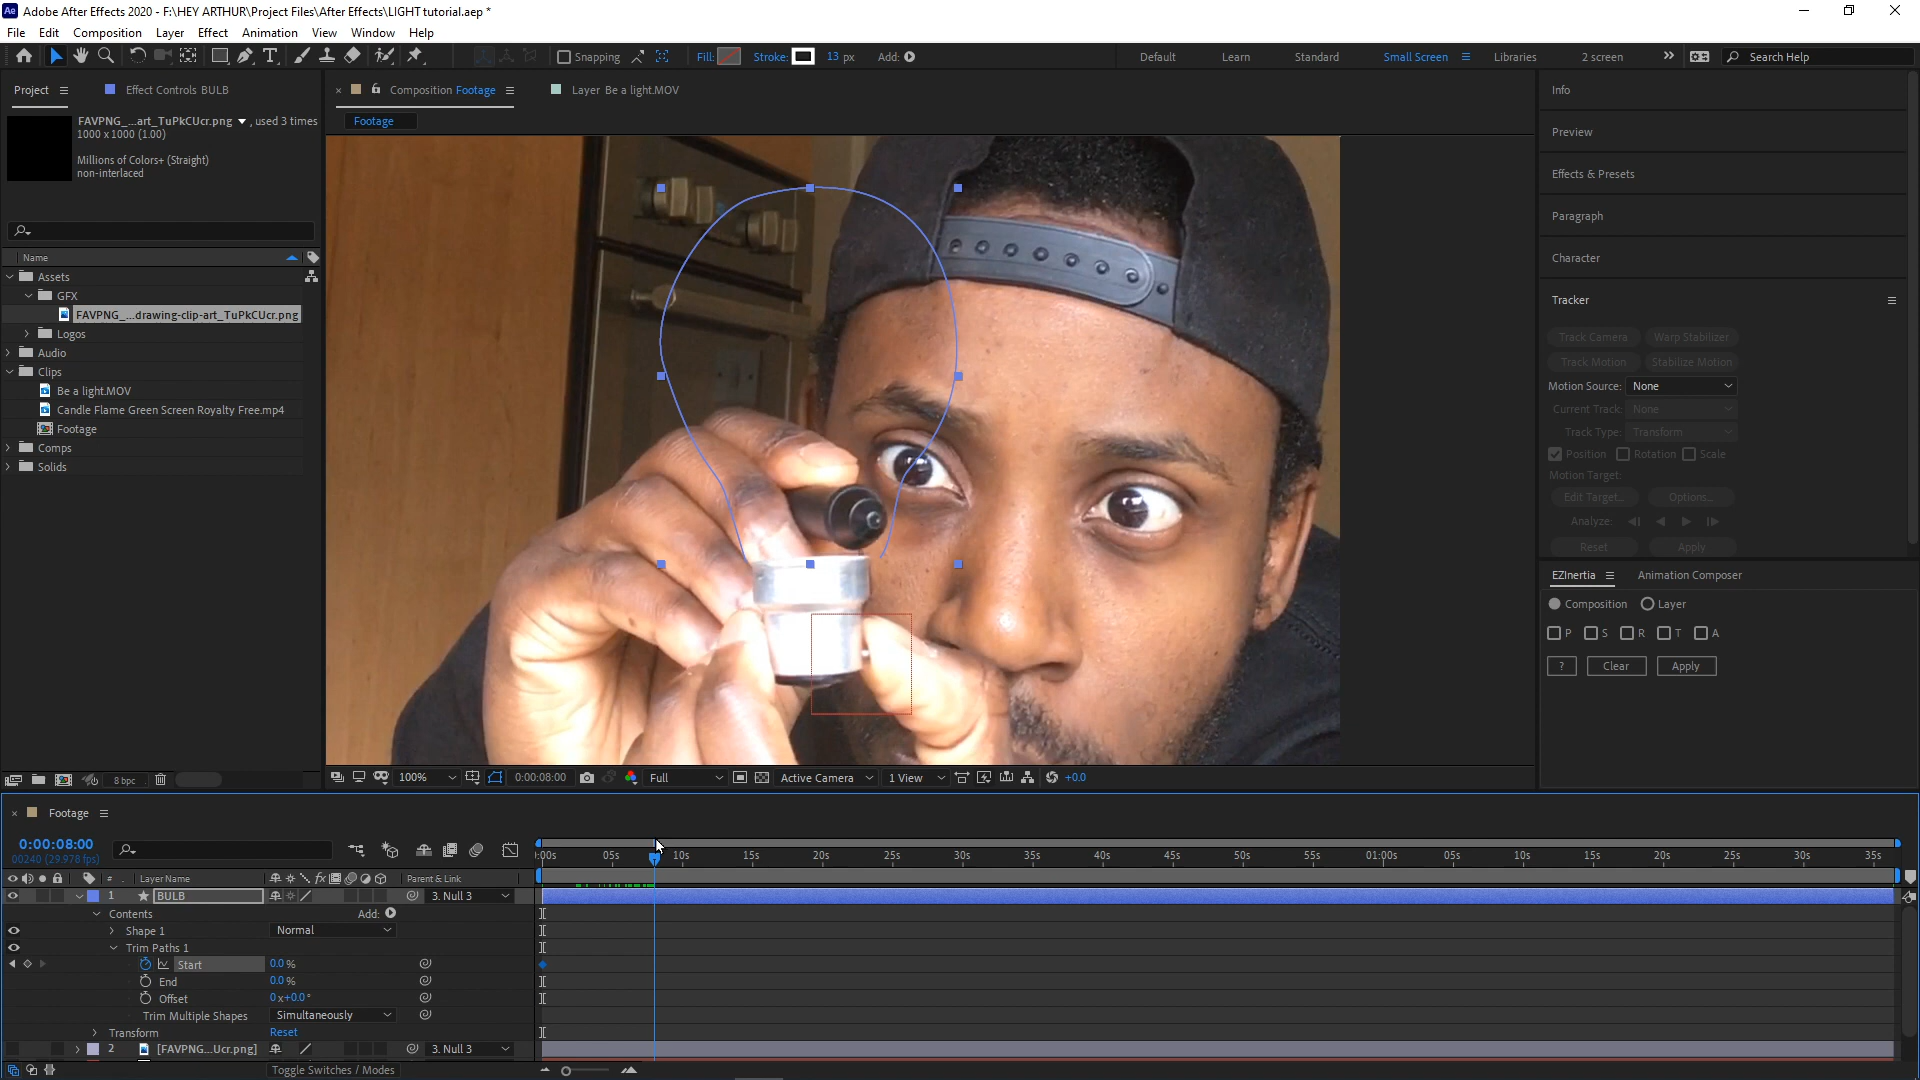 Adobe After Effects 2020 - F:\HEY ARTHUR\Project Files\After Effects\LIGHT tutorial.aep *
File Edit Composition Layer Effect Animation View Window Help
Snapping Fill: Stroke: 13 px Add: Default Learn Standard Small Screen Libraries 2 screen Search Help
Project Effect Controls BULB
Composition Footage Layer Be a light.MOV
Footage
FAVPNG_...art_TuPkCUcr.png , used 3 times
1000 x 1000 (1.00)
Millions of Colors+ (Straight)
non-interlaced
Name
Assets
GFX
FAVPNG_...drawing-clip-art_TuPkCUcr.png
Logos
Audio
Clips
Be a light.MOV
Candle Flame Green Screen Royalty Free.mp4
Footage
Comps
Solids
8 bpc
100% 0:00:08:00 Full Active Camera 1 View +0.0
Info
Preview
Effects & Presets
Paragraph
Character
Tracker
Track Camera Warp Stabilizer
Track Motion Stabilize Motion
Motion Source: None
Current Track: None
Track Type: Transform
Position Rotation Scale
Motion Target:
Edit Target... Options...
Analyze:
Reset Apply
EZInertia Animation Composer
Composition Layer
P S R T A
? Clear Apply
Footage
0:00:08:00
00240 (29.978 fps)
:00s 05s 10s 15s 20s 25s 30s 35s 40s 45s 50s 55s 01:00s 05s 10s 15s 20s 25s 30s 35s
# Layer Name fx Parent & Link
1 BULB 3. Null 3
Contents Add:
Shape 1 Normal
Trim Paths 1
Start 0.0 %
End 0.0 %
Offset 0 x+0.0 °
Trim Multiple Shapes Simultaneously
Transform Reset
2 [FAVPNG...Ucr.png] 3. Null 3
Toggle Switches / Modes